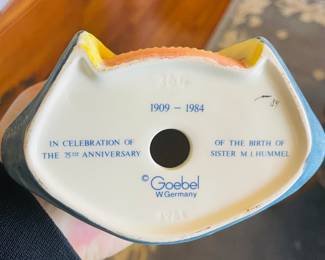 1909 – 1984
IN CELEBRATION OF
THE 75TH ANNIVERSARY
OF THE BIRTH OF
SISTER M I HUMMEL
© Goebel
W. Germany